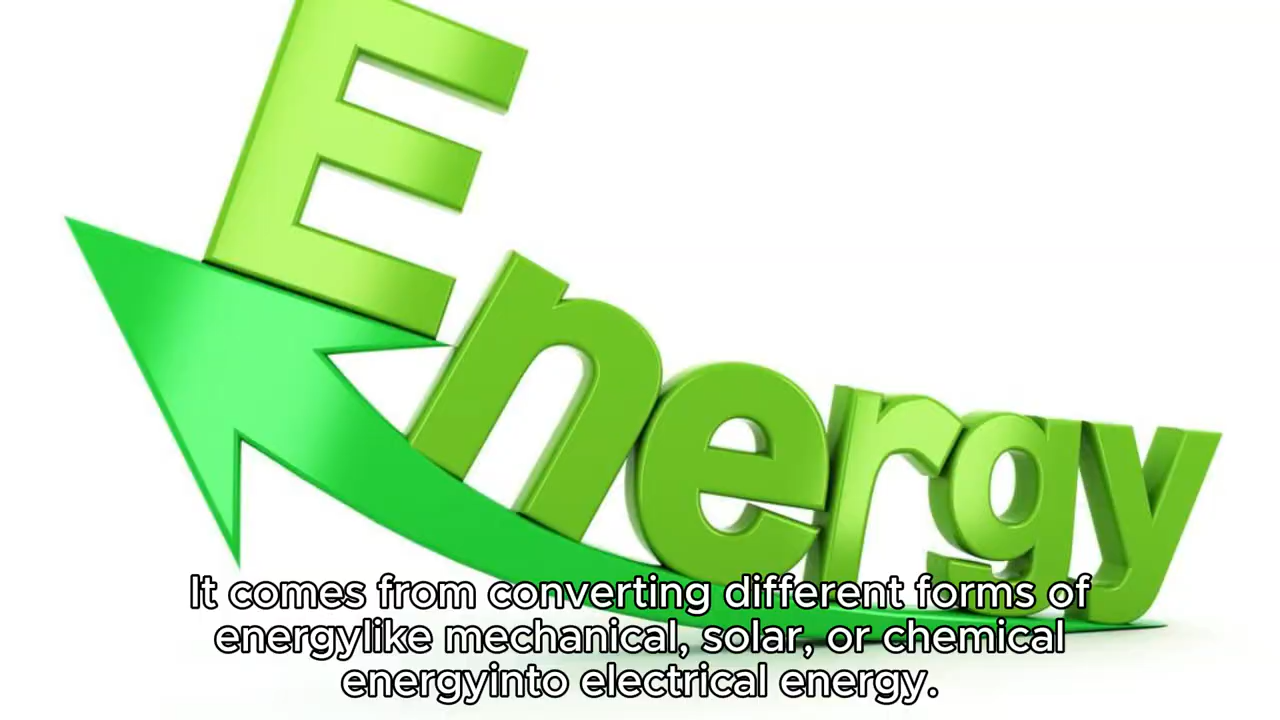 Energy
It comes from converting different forms of
energylike mechanical, solar, or chemical
energyinto electrical energy.